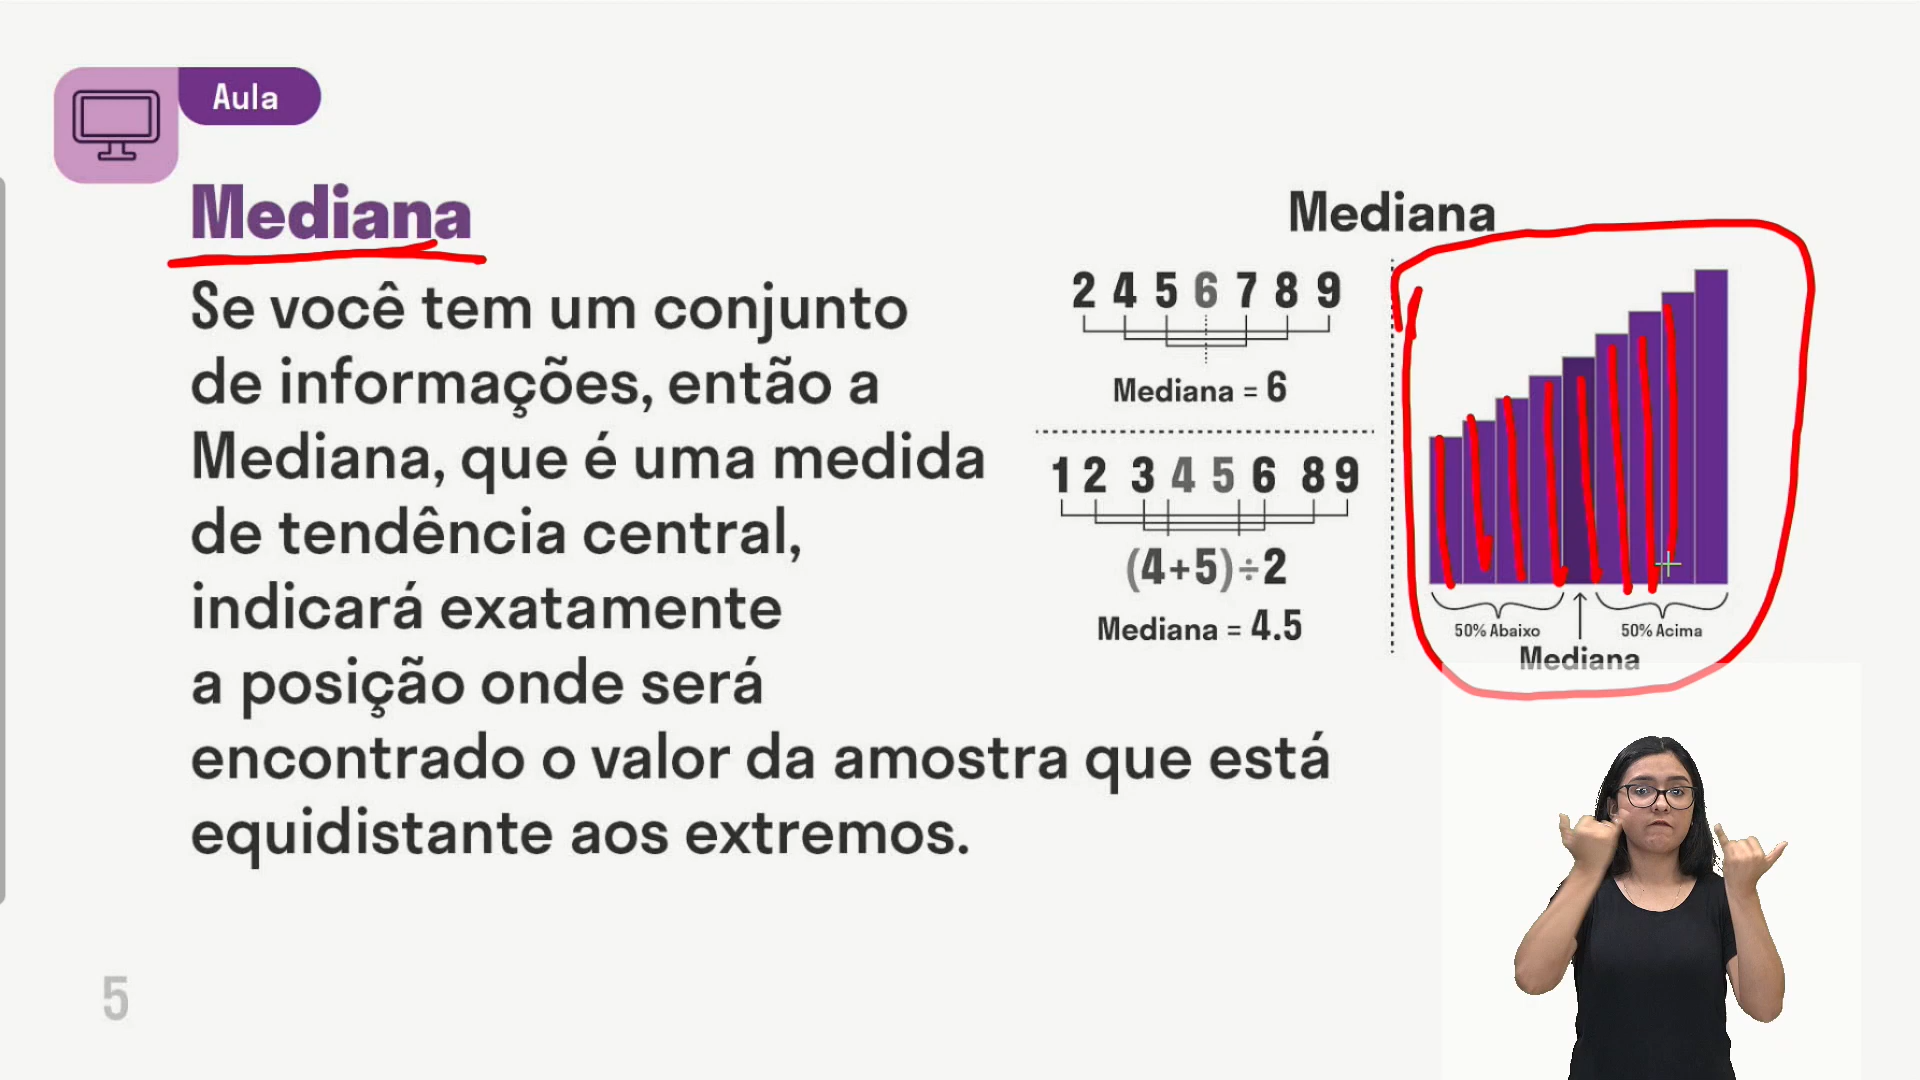 Aula
Mediana
Se você tem um conjunto
de informações, então a
Mediana, que é uma medida
de tendência central,
indicará exatamente
a posição onde será
encontrado o valor da amostra que está
equidistante aos extremos.
Mediana
2 4 5 6 7 8 9
Mediana = 6
1 2 3 4 5 6 8 9
(4+5)÷2
Mediana = 4.5
50% Abaixo
50% Acima
Mediana
5